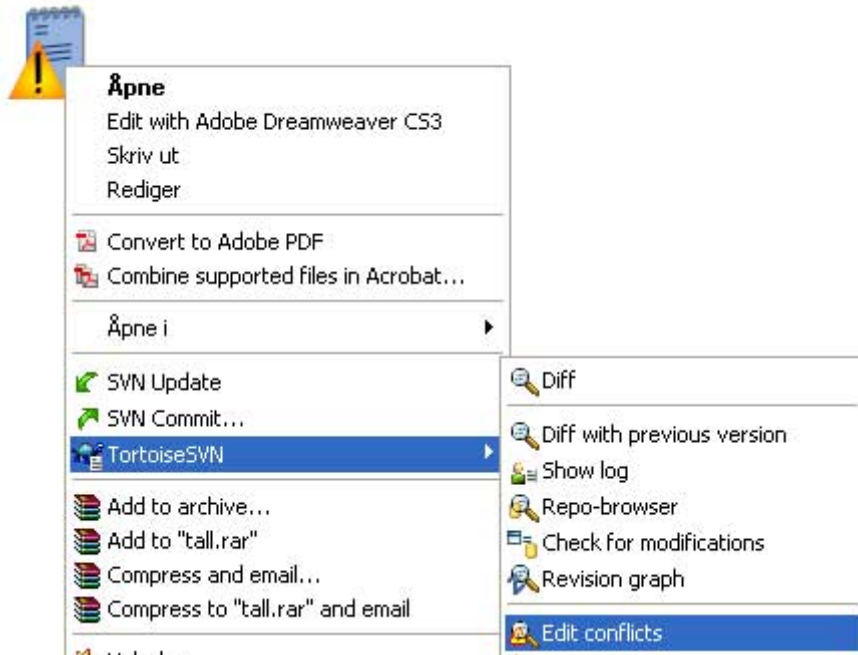 Åpne
Edit with Adobe Dreamweaver CS3
Skriv ut
Rediger
Convert to Adobe PDF
Combine supported files in Acrobat...
Åpne i
SVN Update
SVN Commit...
TortoiseSVN
Add to archive...
Add to "tall.rar"
Compress and email...
Compress to "tall.rar" and email
Diff
Diff with previous version
Show log
Repo-browser
Check for modifications
Revision graph
Edit conflicts